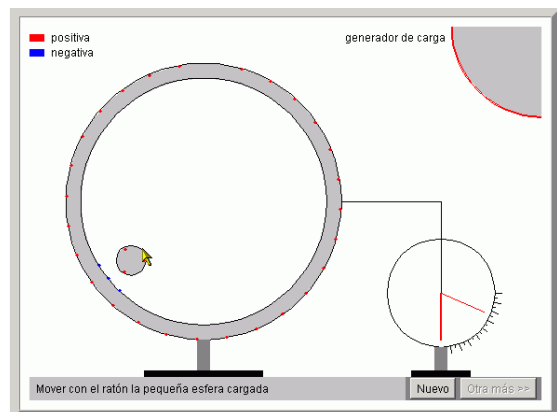 positiva
negativa
generador de carga
Mover con el ratón la pequeña esfera cargada
Nuevo
Otra más >>